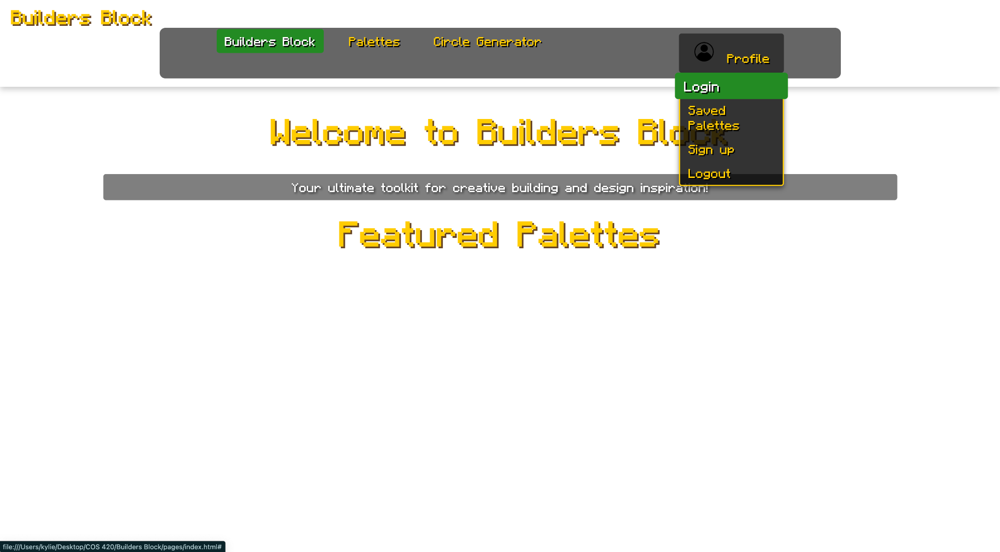 Builders Block
Builders Block
Palettes
Circle Generator
Profile
Login
Saved
Palettes
Sign up
Logout
Welcome to Builders Block
Your ultimate toolkit for creative building and design inspiration!
Featured Palettes
file:///Users/kylie/Desktop/COS 420/Builders Block/pages/index.html#